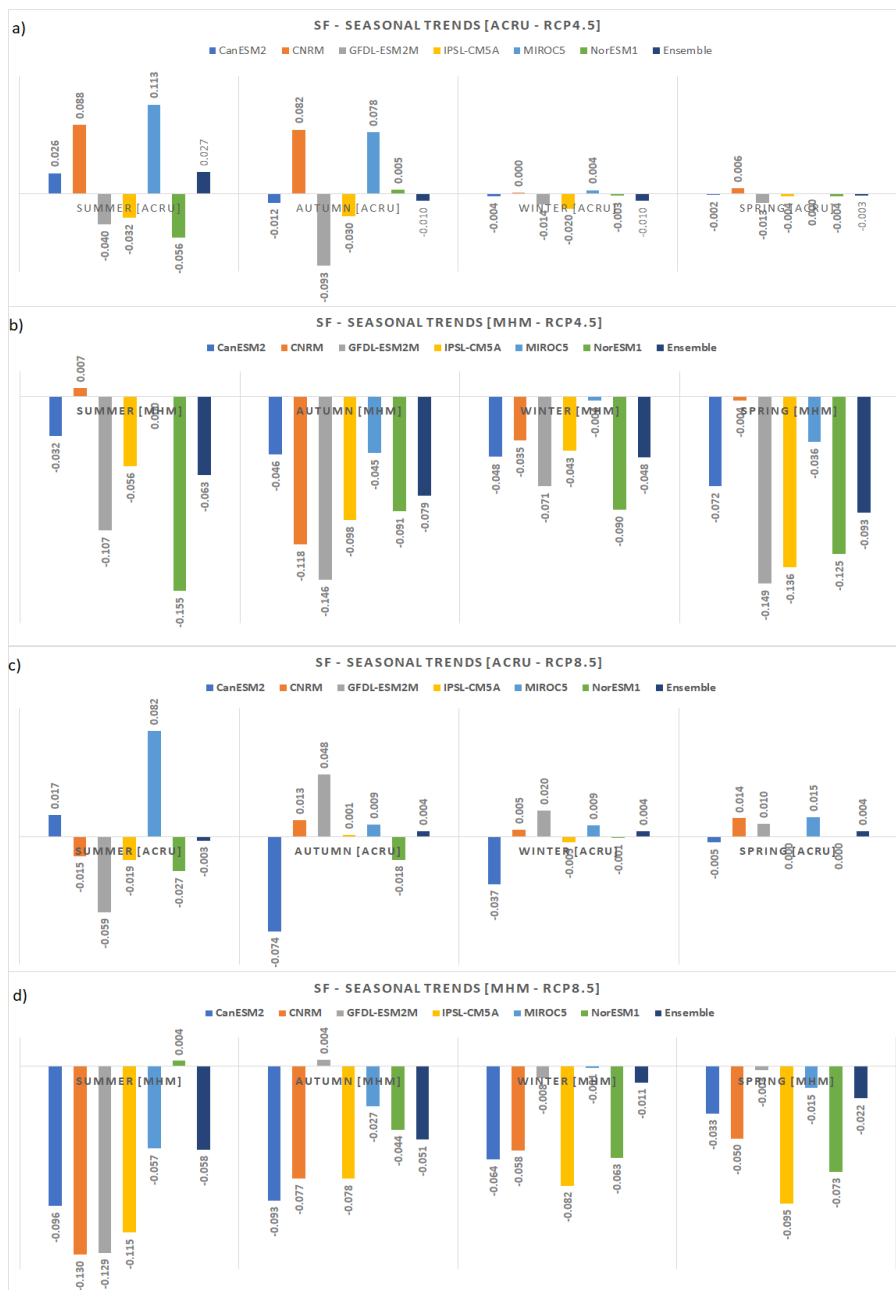 a)
SF - SEASONAL TRENDS [ACRU - RCP4.5]
CanESM2 CNRM GFDL-ESM2M IPSL-CM5A MIROC5 NorESM1 Ensemble
0.026 0.088 -0.040 -0.032 0.113 -0.056 0.027
-0.012 0.082 -0.093 -0.030 0.078 0.005 -0.010
-0.004 0.000 -0.014 -0.020 0.004 -0.003 -0.010
-0.002 0.006 -0.013 -0.004 0.000 -0.004 -0.003
SUMMER [ACRU] AUTUMN [ACRU] WINTER [ACRU] SPRING [ACRU]
b)
SF - SEASONAL TRENDS [MHM - RCP4.5]
CanESM2 CNRM GFDL-ESM2M IPSL-CM5A MIROC5 NorESM1 Ensemble
-0.032 0.007 -0.107 -0.056 0.000 -0.155 -0.063
-0.046 -0.118 -0.146 -0.098 -0.045 -0.091 -0.079
-0.048 -0.035 -0.071 -0.043 -0.090 -0.048
-0.072 -0.004 -0.149 -0.136 -0.036 -0.125 -0.093
SUMMER [MHM] AUTUMN [MHM] WINTER [MHM] SPRING [MHM]
c)
SF - SEASONAL TRENDS [ACRU - RCP8.5]
CanESM2 CNRM GFDL-ESM2M IPSL-CM5A MIROC5 NorESM1 Ensemble
0.017 -0.015 -0.059 -0.019 0.082 -0.027 -0.003
-0.074 0.013 0.048 0.001 0.009 -0.018 0.004
-0.037 0.005 0.020 0.009 -0.001 0.004
-0.005 0.014 0.010 0.000 0.015 0.000 0.004
SUMMER [ACRU] AUTUMN [ACRU] WINTER [ACRU] SPRING [ACRU]
d)
SF - SEASONAL TRENDS [MHM - RCP8.5]
CanESM2 CNRM GFDL-ESM2M IPSL-CM5A MIROC5 NorESM1 Ensemble
-0.096 -0.130 -0.129 -0.115 -0.057 0.004 -0.058
-0.093 -0.077 0.004 -0.078 -0.027 -0.044 -0.051
-0.064 -0.058 -0.008 -0.082 -0.001 -0.063 -0.011
-0.033 -0.050 -0.095 -0.015 -0.073 -0.022
SUMMER [MHM] AUTUMN [MHM] WINTER [MHM] SPRING [MHM]